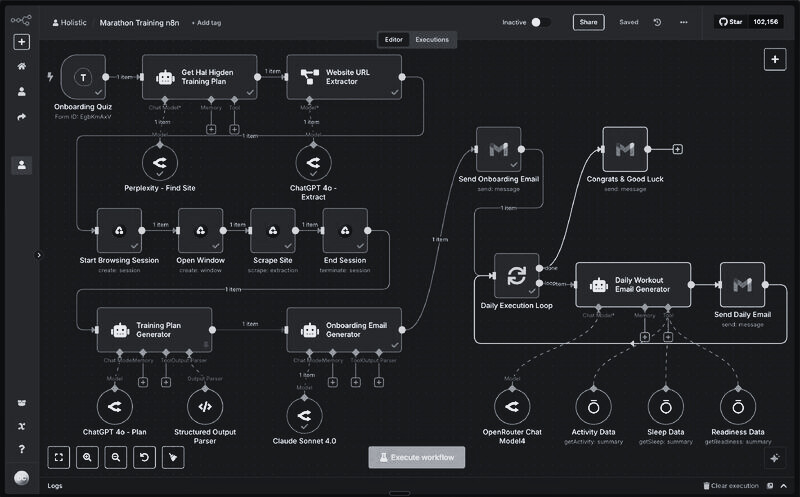 Holistic / Marathon Training n8n + Add tag
Inactive
Share
Saved
Star 102,156
Editor Executions
T
1 item
Get Hal Higden
Training Plan
1 item
Website URL
Extractor
Chat Model*
Memory
Tool
Model*
Onboarding Quiz
Form ID: EgbKmAxV
1 item
Model
1 item
Model
1 item
Perplexity - Find Site
ChatGPT 4o -
Extract
Send Onboarding Email
send: message
Congrats & Good Luck
send: message
1 item
1 item
1 item
1 item
1 item
Start Browsing Session
create: session
Open Window
create: window
Scrape Site
scrape: extraction
End Session
terminate: session
1 item
done
loop
item
Daily Execution Loop
Daily Workout
Email Generator
Chat Model*
Memory
Tool
Send Daily Email
send: message
1 item
Training Plan
Generator
1 item
Onboarding Email
Generator
Chat Model
Memory
Tool
Output Parser
Chat Model
Memory
Tool
Output Parser
Model
Output Parser
1 item
Model
Model
ChatGPT 4o - Plan
Structured Output
Parser
Claude Sonnet 4.0
OpenRouter Chat
Model4
Activity Data
getActivity: summary
Sleep Data
getSleep: summary
Readiness Data
getReadiness: summary
Execute workflow
Logs
Clear execution